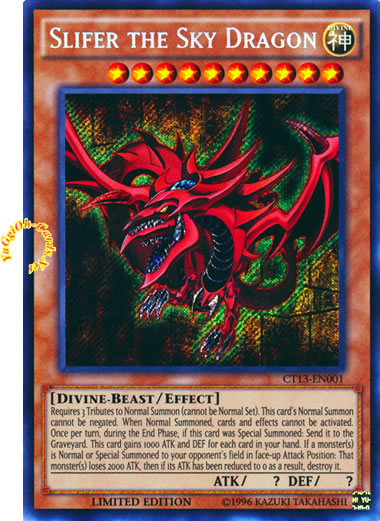 SLIFER THE SKY DRAGON
DIVINE
神
YuGgiOh-Cards.Net
CT13-EN001
[DIVINE-BEAST/EFFECT]
Requires 3 Tributes to Normal Summon (cannot be Normal Set). This card's Normal Summon
cannot be negated. When Normal Summoned, cards and effects cannot be activated.
Once per turn, during the End Phase, if this card was Special Summoned: Send it to the
Graveyard. This card gains 1000 ATK and DEF for each card in your hand. If a monster(s)
is Normal or Special Summoned to your opponent's field in face-up Attack Position: That
monster(s) loses 2000 ATK, then if its ATK has been reduced to 0 as a result, destroy it.
ATK/ ? DEF/ ?
LIMITED EDITION ©1996 KAZUKI TAKAHASHI